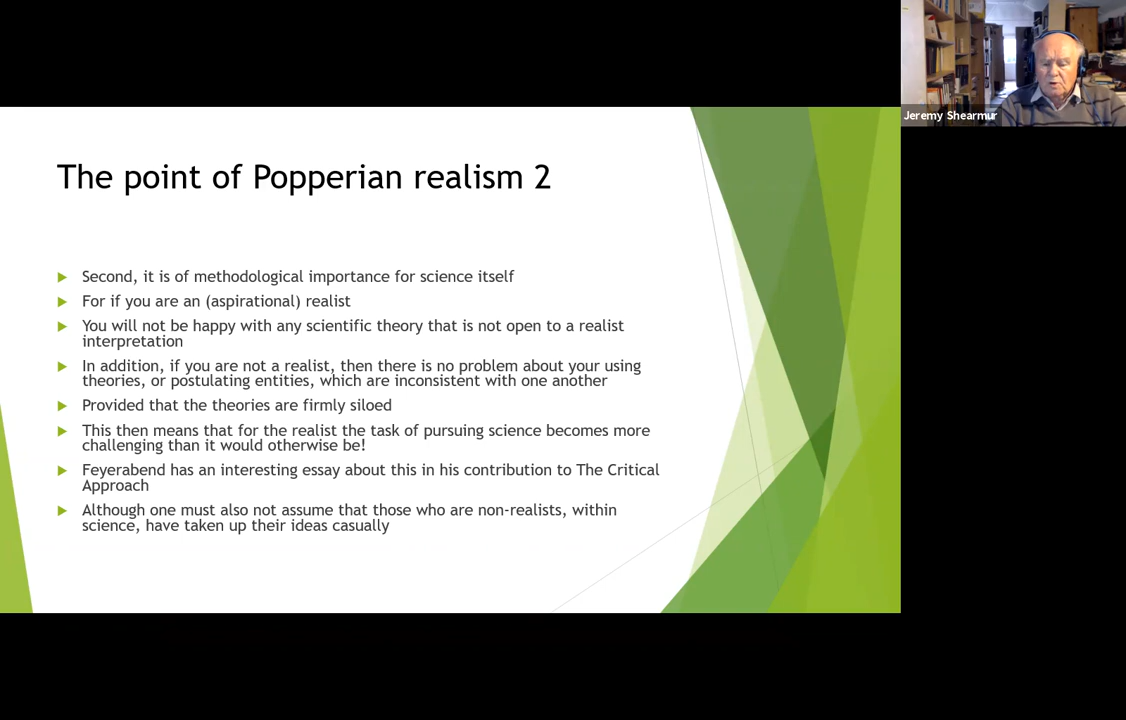 Jeremy Shearmur
The point of Popperian realism 2
Second, it is of methodological importance for science itself
For if you are an (aspirational) realist
You will not be happy with any scientific theory that is not open to a realist
interpretation
In addition, if you are not a realist, then there is no problem about your using
theories, or postulating entities, which are inconsistent with one another
Provided that the theories are firmly siloed
This then means that for the realist the task of pursuing science becomes more
challenging than it would otherwise be!
Feyerabend has an interesting essay about this in his contribution to The Critical
Approach
Although one must also not assume that those who are non-realists, within
science, have taken up their ideas casually